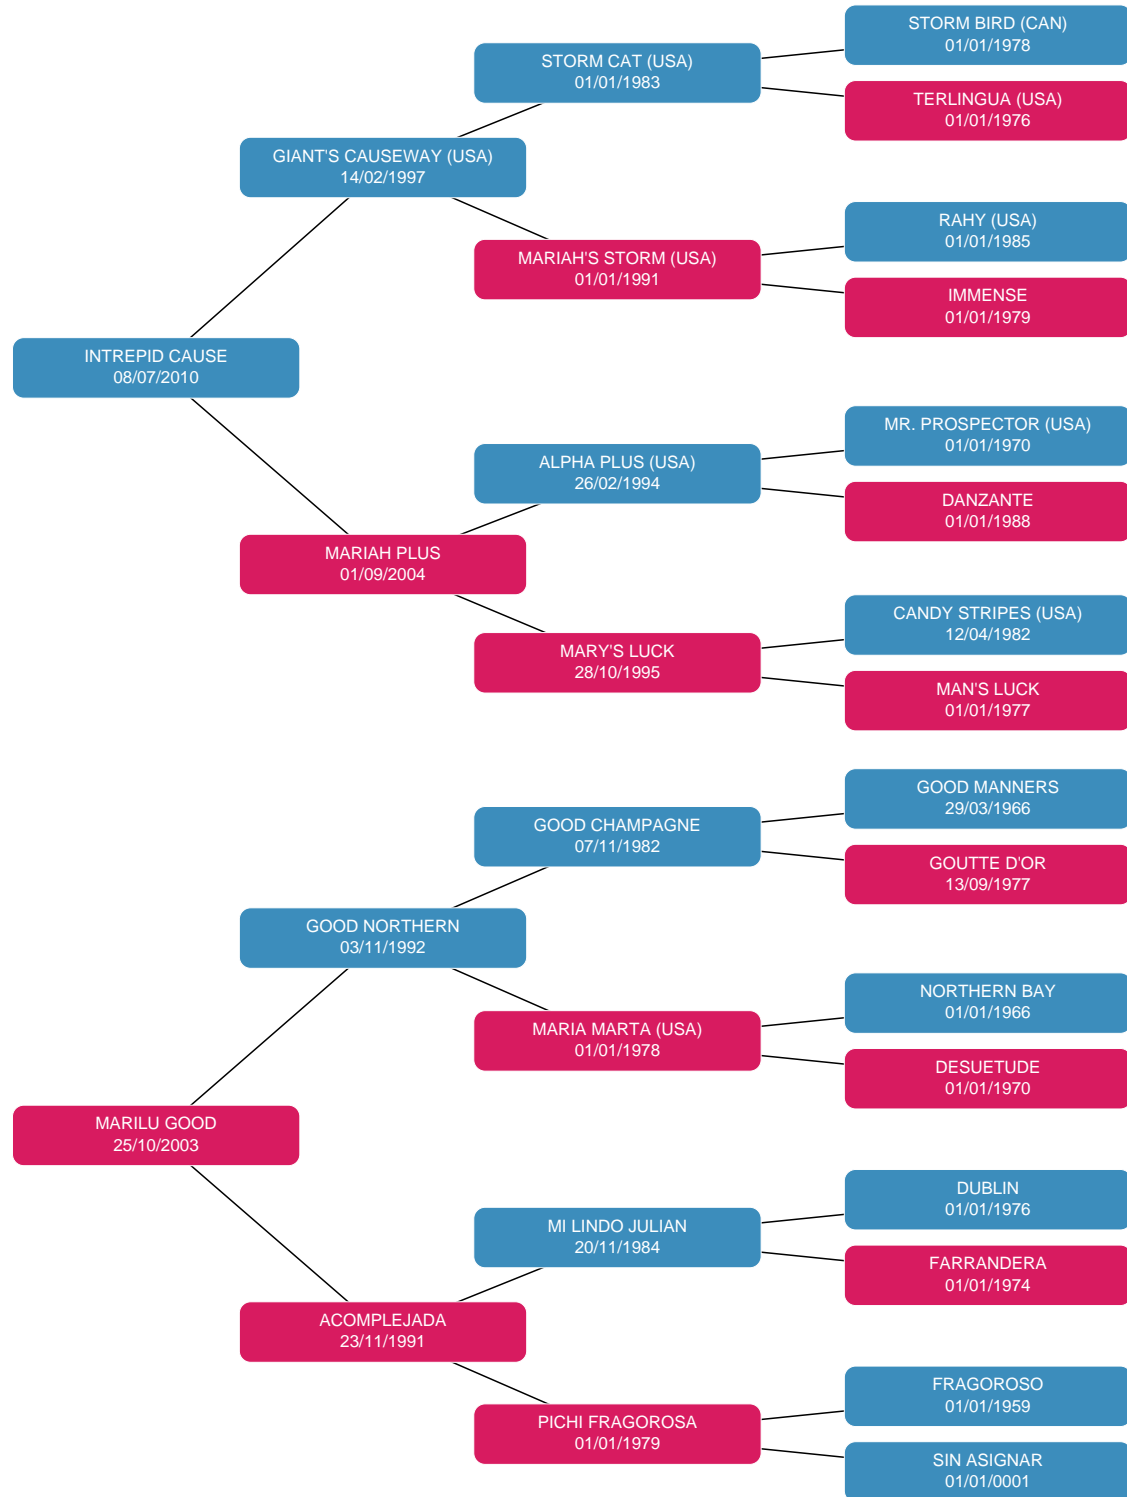 STORM BIRD (CAN)
01/01/1978
STORM CAT (USA)
01/01/1983
TERLINGUA (USA)
01/01/1976
GIANT'S CAUSEWAY (USA)
14/02/1997
RAHY (USA)
01/01/1985
MARIAH'S STORM (USA)
01/01/1991
IMMENSE
01/01/1979
INTREPID CAUSE
08/07/2010
MR. PROSPECTOR (USA)
01/01/1970
ALPHA PLUS (USA)
26/02/1994
DANZANTE
01/01/1988
MARIAH PLUS
01/09/2004
CANDY STRIPES (USA)
12/04/1982
MARY'S LUCK
28/10/1995
MAN'S LUCK
01/01/1977
GOOD MANNERS
29/03/1966
GOOD CHAMPAGNE
07/11/1982
GOUTTE D'OR
13/09/1977
GOOD NORTHERN
03/11/1992
NORTHERN BAY
01/01/1966
MARIA MARTA (USA)
01/01/1978
DESUETUDE
01/01/1970
MARILU GOOD
25/10/2003
DUBLIN
01/01/1976
MI LINDO JULIAN
20/11/1984
FARRANDERA
01/01/1974
ACOMPLEJADA
23/11/1991
FRAGOROSO
01/01/1959
PICHI FRAGOROSA
01/01/1979
SIN ASIGNAR
01/01/0001